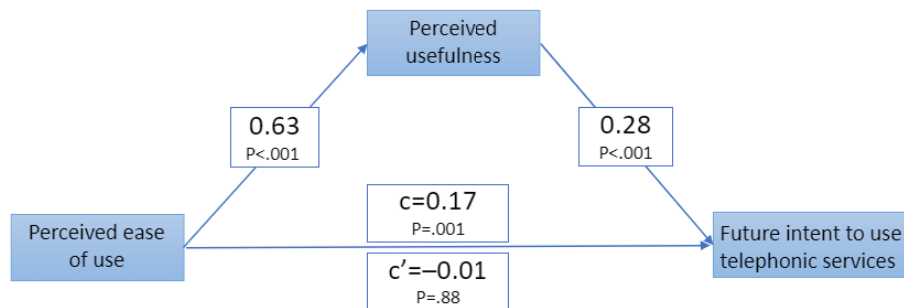 Perceived
usefulness
0.63
P<.001
0.28
P<.001
c=0.17
P=.001
Perceived ease
of use
Future intent to use
telephonic services
c’=–0.01
P=.88